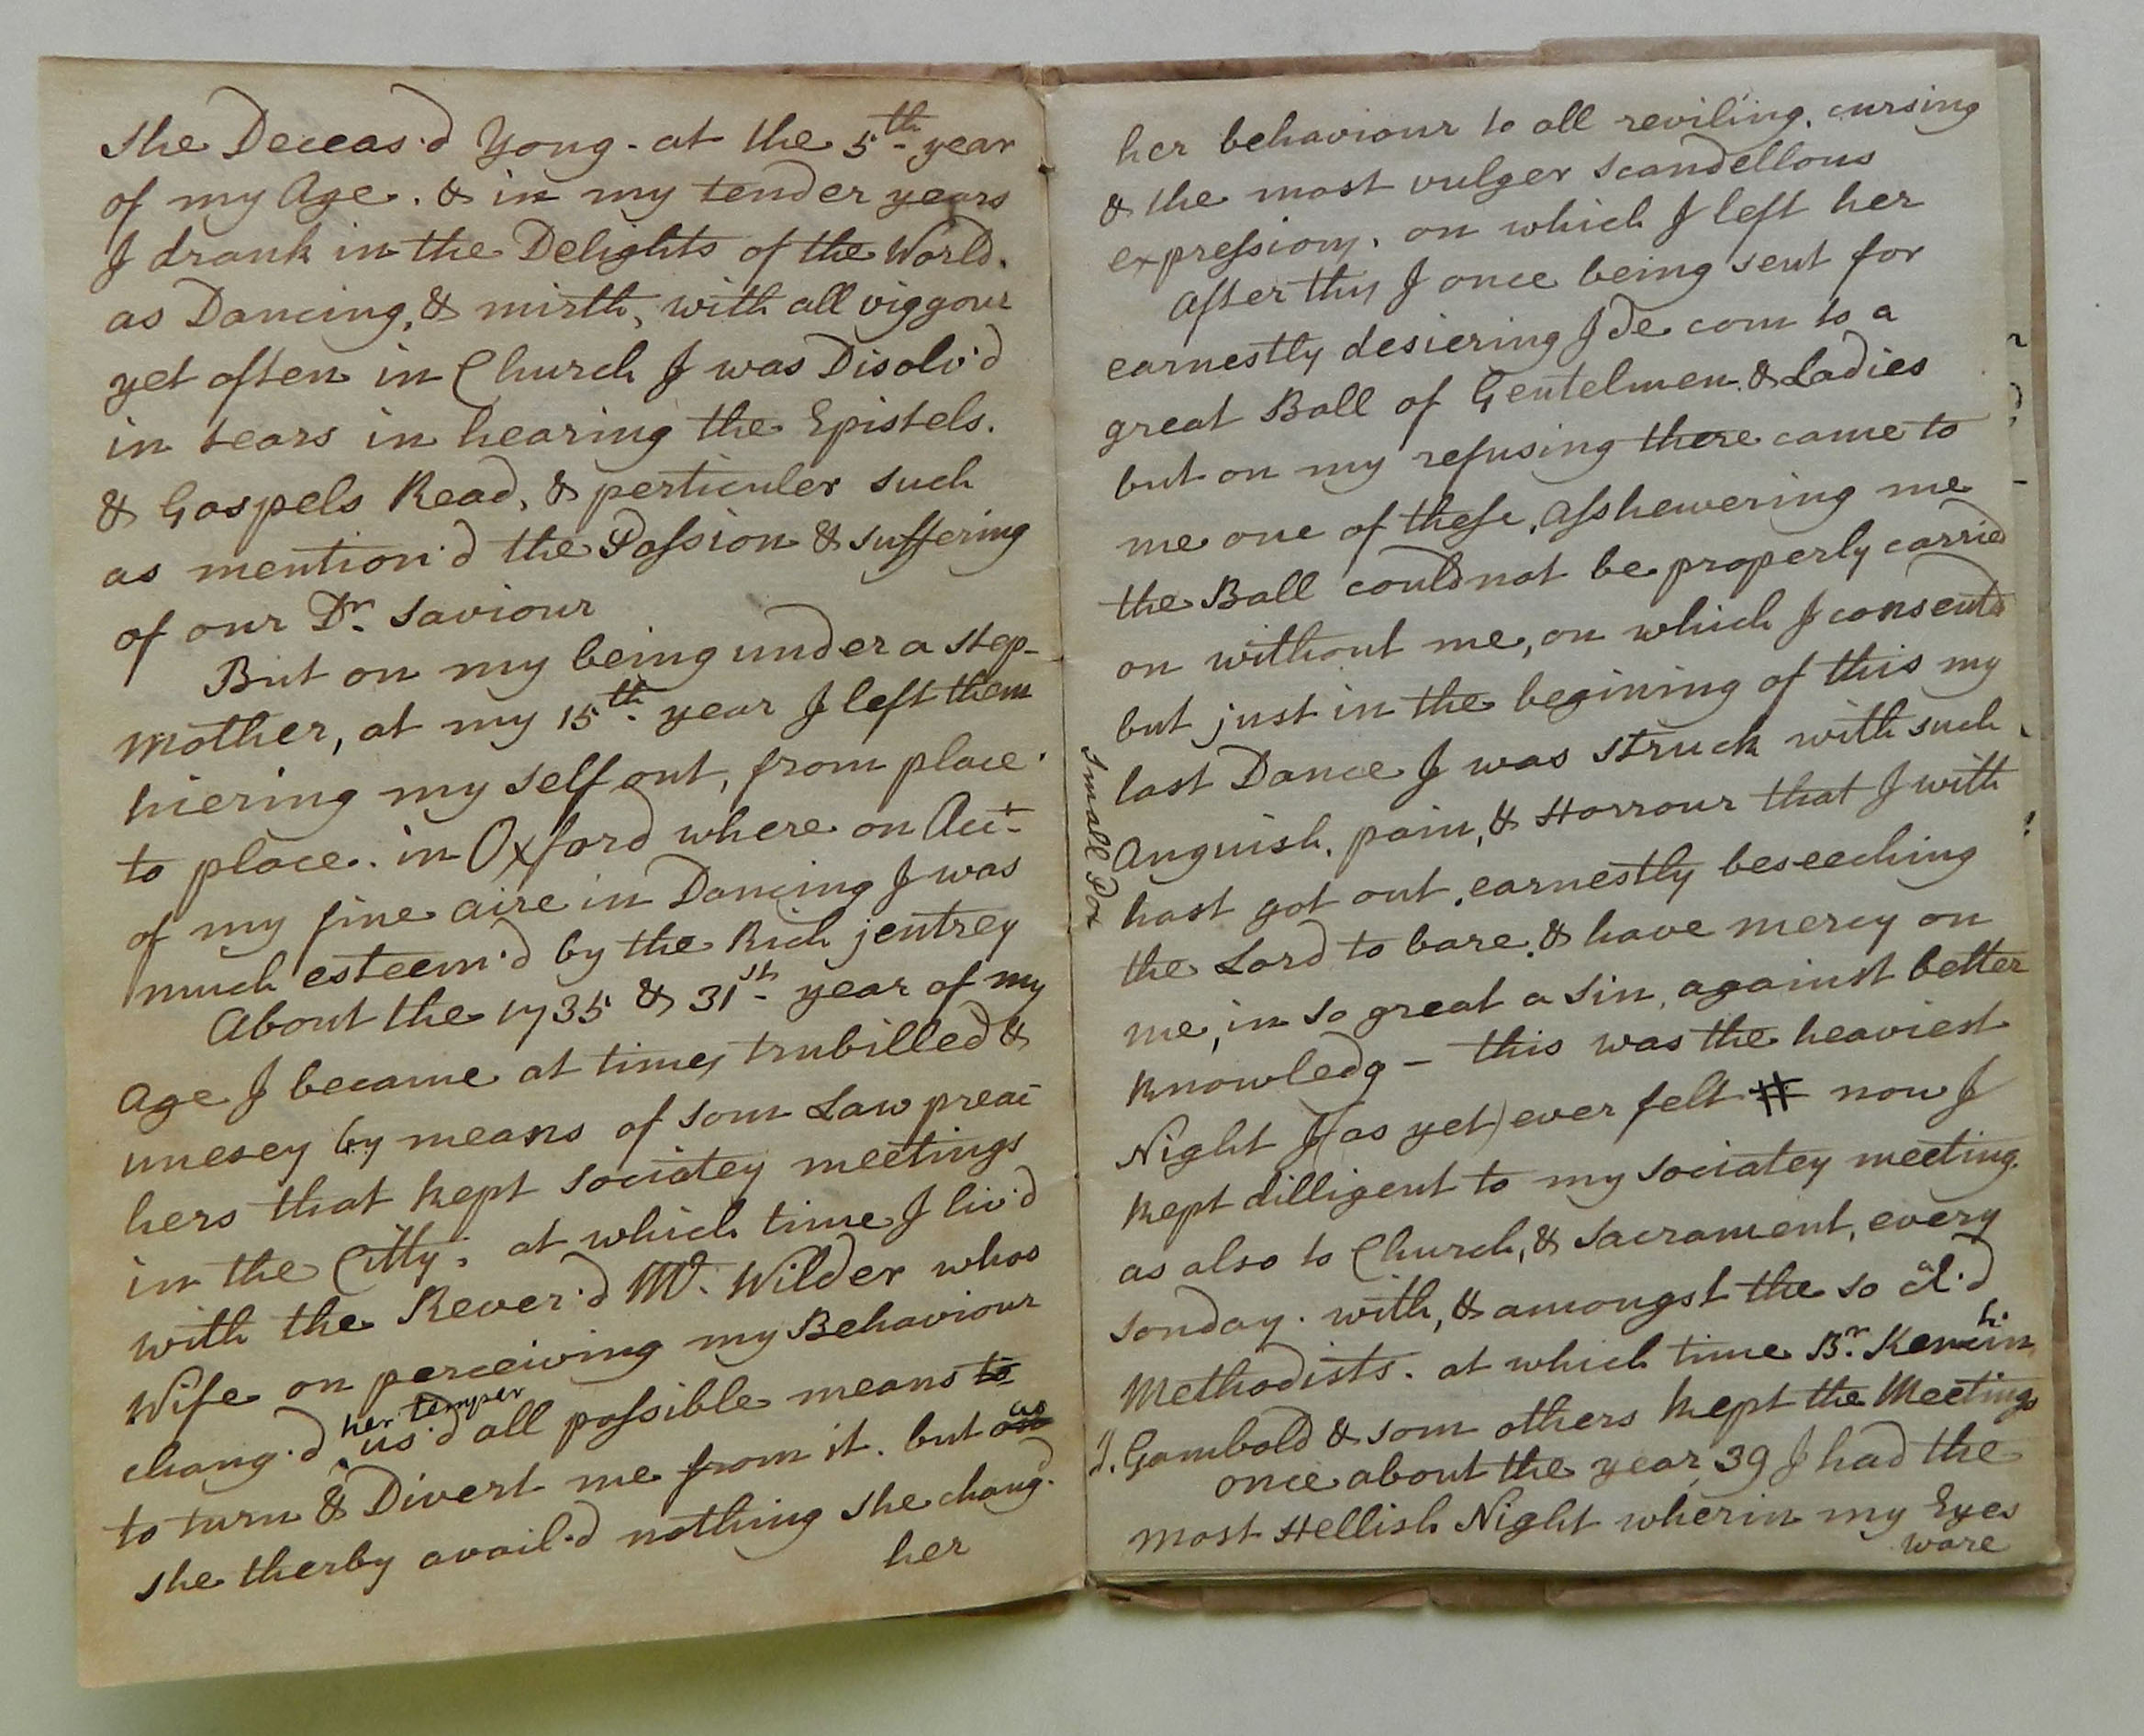 she Deceas'd Yong. at the 5th year
of my Age. & in my tender years
I drank in the Delights of the World.
as Dancing, & mirth, with all viggour
yet often in Church I was Disolv'd
in tears in hearing the Epistels.
& Gospels Read, & perticuler such
as mention'd the Passion & suffering
of our Dr. Saviour
But on my being under a step-
Mother, at my 15th. year I left them
hiering my self out, from place
to place. in Oxford where on Acct.
of my fine aire in Dancing I was
much esteem'd by the Rich jentrey
About the 1735 & 31st- year of my
Age I became at times trubilled &
unesey by means of som Law preac
hers that kept sociatey meetings
in the Citty. at which time I liv'd
with the Rever'd Mr. Wilder whos
Wife on perceiving my Behaviour
chang'd her temper us'd all possible means to
to turn & Divert me from it. but as
she therby avail'd nothing she chang'd
her
her behaviour to all reviling, cursing
& the most vulger scandellous
expressions, on which I left her
After this I once being sent for
earnestly desiering I'de com to a
great Ball of Gentelmen & Ladies
but on my refusing there came to
me one of these, asshewering me
the Ball could not be properly carried
on without me, on which I consented
but just in the begining of this my
last Dance I was struck with such
Anguish, pain, & Horrour that I with
hast got out, earnestly beseeching
the Lord to bare, & have mercy on
me, in so great a sin, against better
knowledg - this was the heaviest
Night I (as yet) ever felt # now I
kept dilligent to my sociatey meeting.
as also to Church, & Sacrament, every
sonday. with, & amongst the so cal'd
Methodists. at which time Br. Kenchin
J. Gambold & som others kept the Meetings
once about the year 39 I had the
most Hellish Night wherin my Eyes
ware
Small Pox